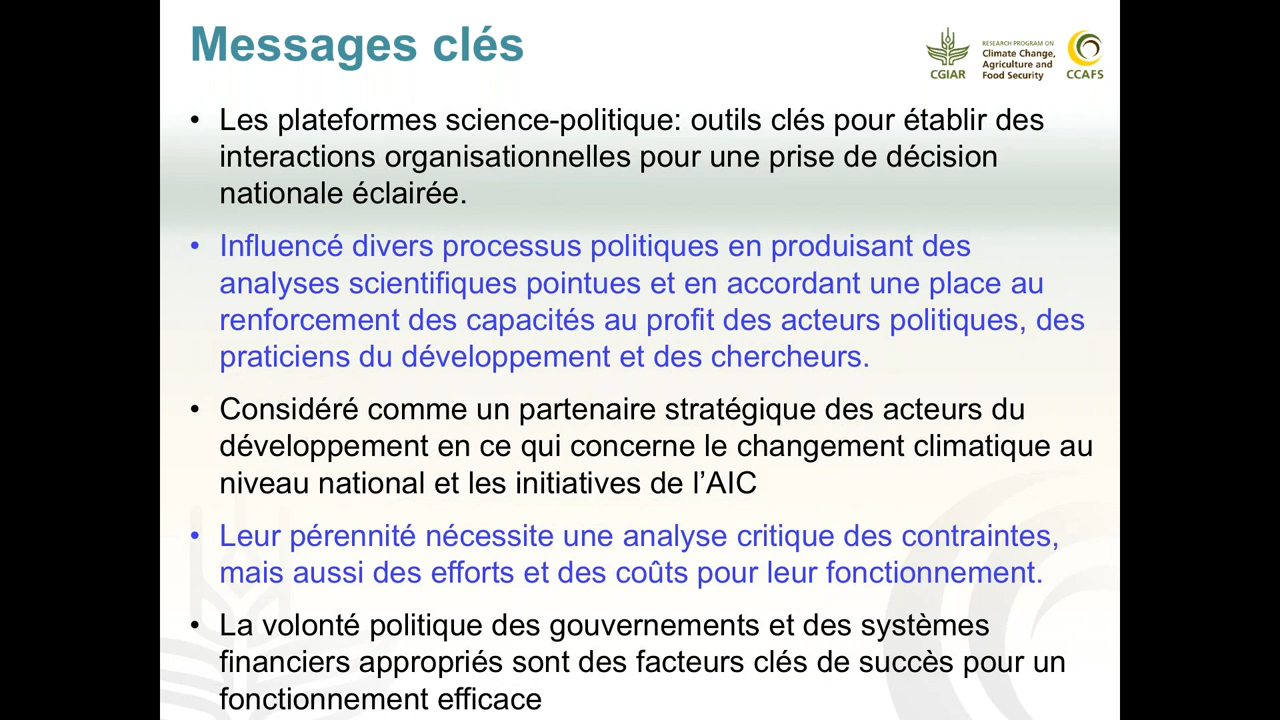 Messages clés
RESEARCH PROGRAM ON
Climate Change,
Agriculture and
Food Security
CGIAR
CCAFS
• Les plateformes science-politique: outils clés pour établir des
interactions organisationnelles pour une prise de décision
nationale éclairée.
• Influencé divers processus politiques en produisant des
analyses scientifiques pointues et en accordant une place au
renforcement des capacités au profit des acteurs politiques, des
praticiens du développement et des chercheurs.
• Considéré comme un partenaire stratégique des acteurs du
développement en ce qui concerne le changement climatique au
niveau national et les initiatives de l’AIC
• Leur pérennité nécessite une analyse critique des contraintes,
mais aussi des efforts et des coûts pour leur fonctionnement.
• La volonté politique des gouvernements et des systèmes
financiers appropriés sont des facteurs clés de succès pour un
fonctionnement efficace